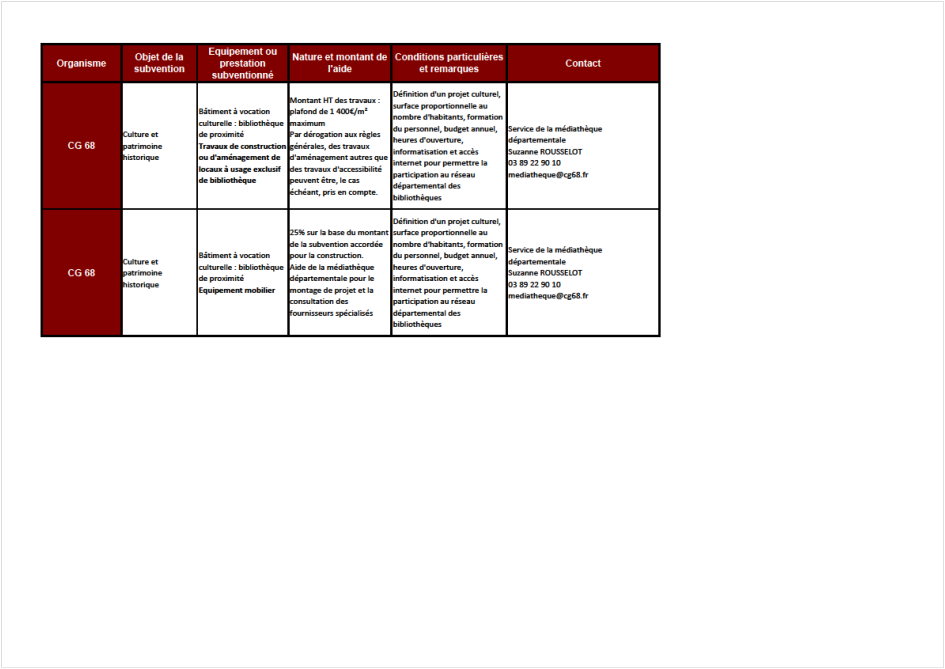 Organisme
Objet de la
subvention
Equipement ou
prestation
subventionné
Nature et montant de
l'aide
Conditions particulières
et remarques
Contact
CG 68
Culture et
patrimoine
historique
Bâtiment à vocation
culturelle : bibliothèque
de proximité
Travaux de construction
ou d'aménagement de
locaux à usage exclusif
de bibliothèque
Montant HT des travaux :
plafond de 1 400€/m²
maximum
Par dérogation aux règles
générales, des travaux
d'aménagement autres que
des travaux d'accessibilité
peuvent être, le cas
échéant, pris en compte.
Définition d'un projet culturel,
surface proportionnelle au
nombre d'habitants, formation
du personnel, budget annuel,
heures d'ouverture,
informatisation et accès
internet pour permettre la
participation au réseau
départemental des
bibliothèques
Service de la médiathèque
départementale
Suzanne ROUSSELOT
03 89 22 90 10
mediatheque@cg68.fr
CG 68
Culture et
patrimoine
historique
Bâtiment à vocation
culturelle : bibliothèque
de proximité
Equipement mobilier
25% sur la base du montant
de la subvention accordée
pour la construction.
Aide de la médiathèque
départementale pour le
montage de projet et la
consultation des
fournisseurs spécialisés
Définition d'un projet culturel,
surface proportionnelle au
nombre d'habitants, formation
du personnel, budget annuel,
heures d'ouverture,
informatisation et accès
internet pour permettre la
participation au réseau
départemental des
bibliothèques
Service de la médiathèque
départementale
Suzanne ROUSSELOT
03 89 22 90 10
mediatheque@cg68.fr